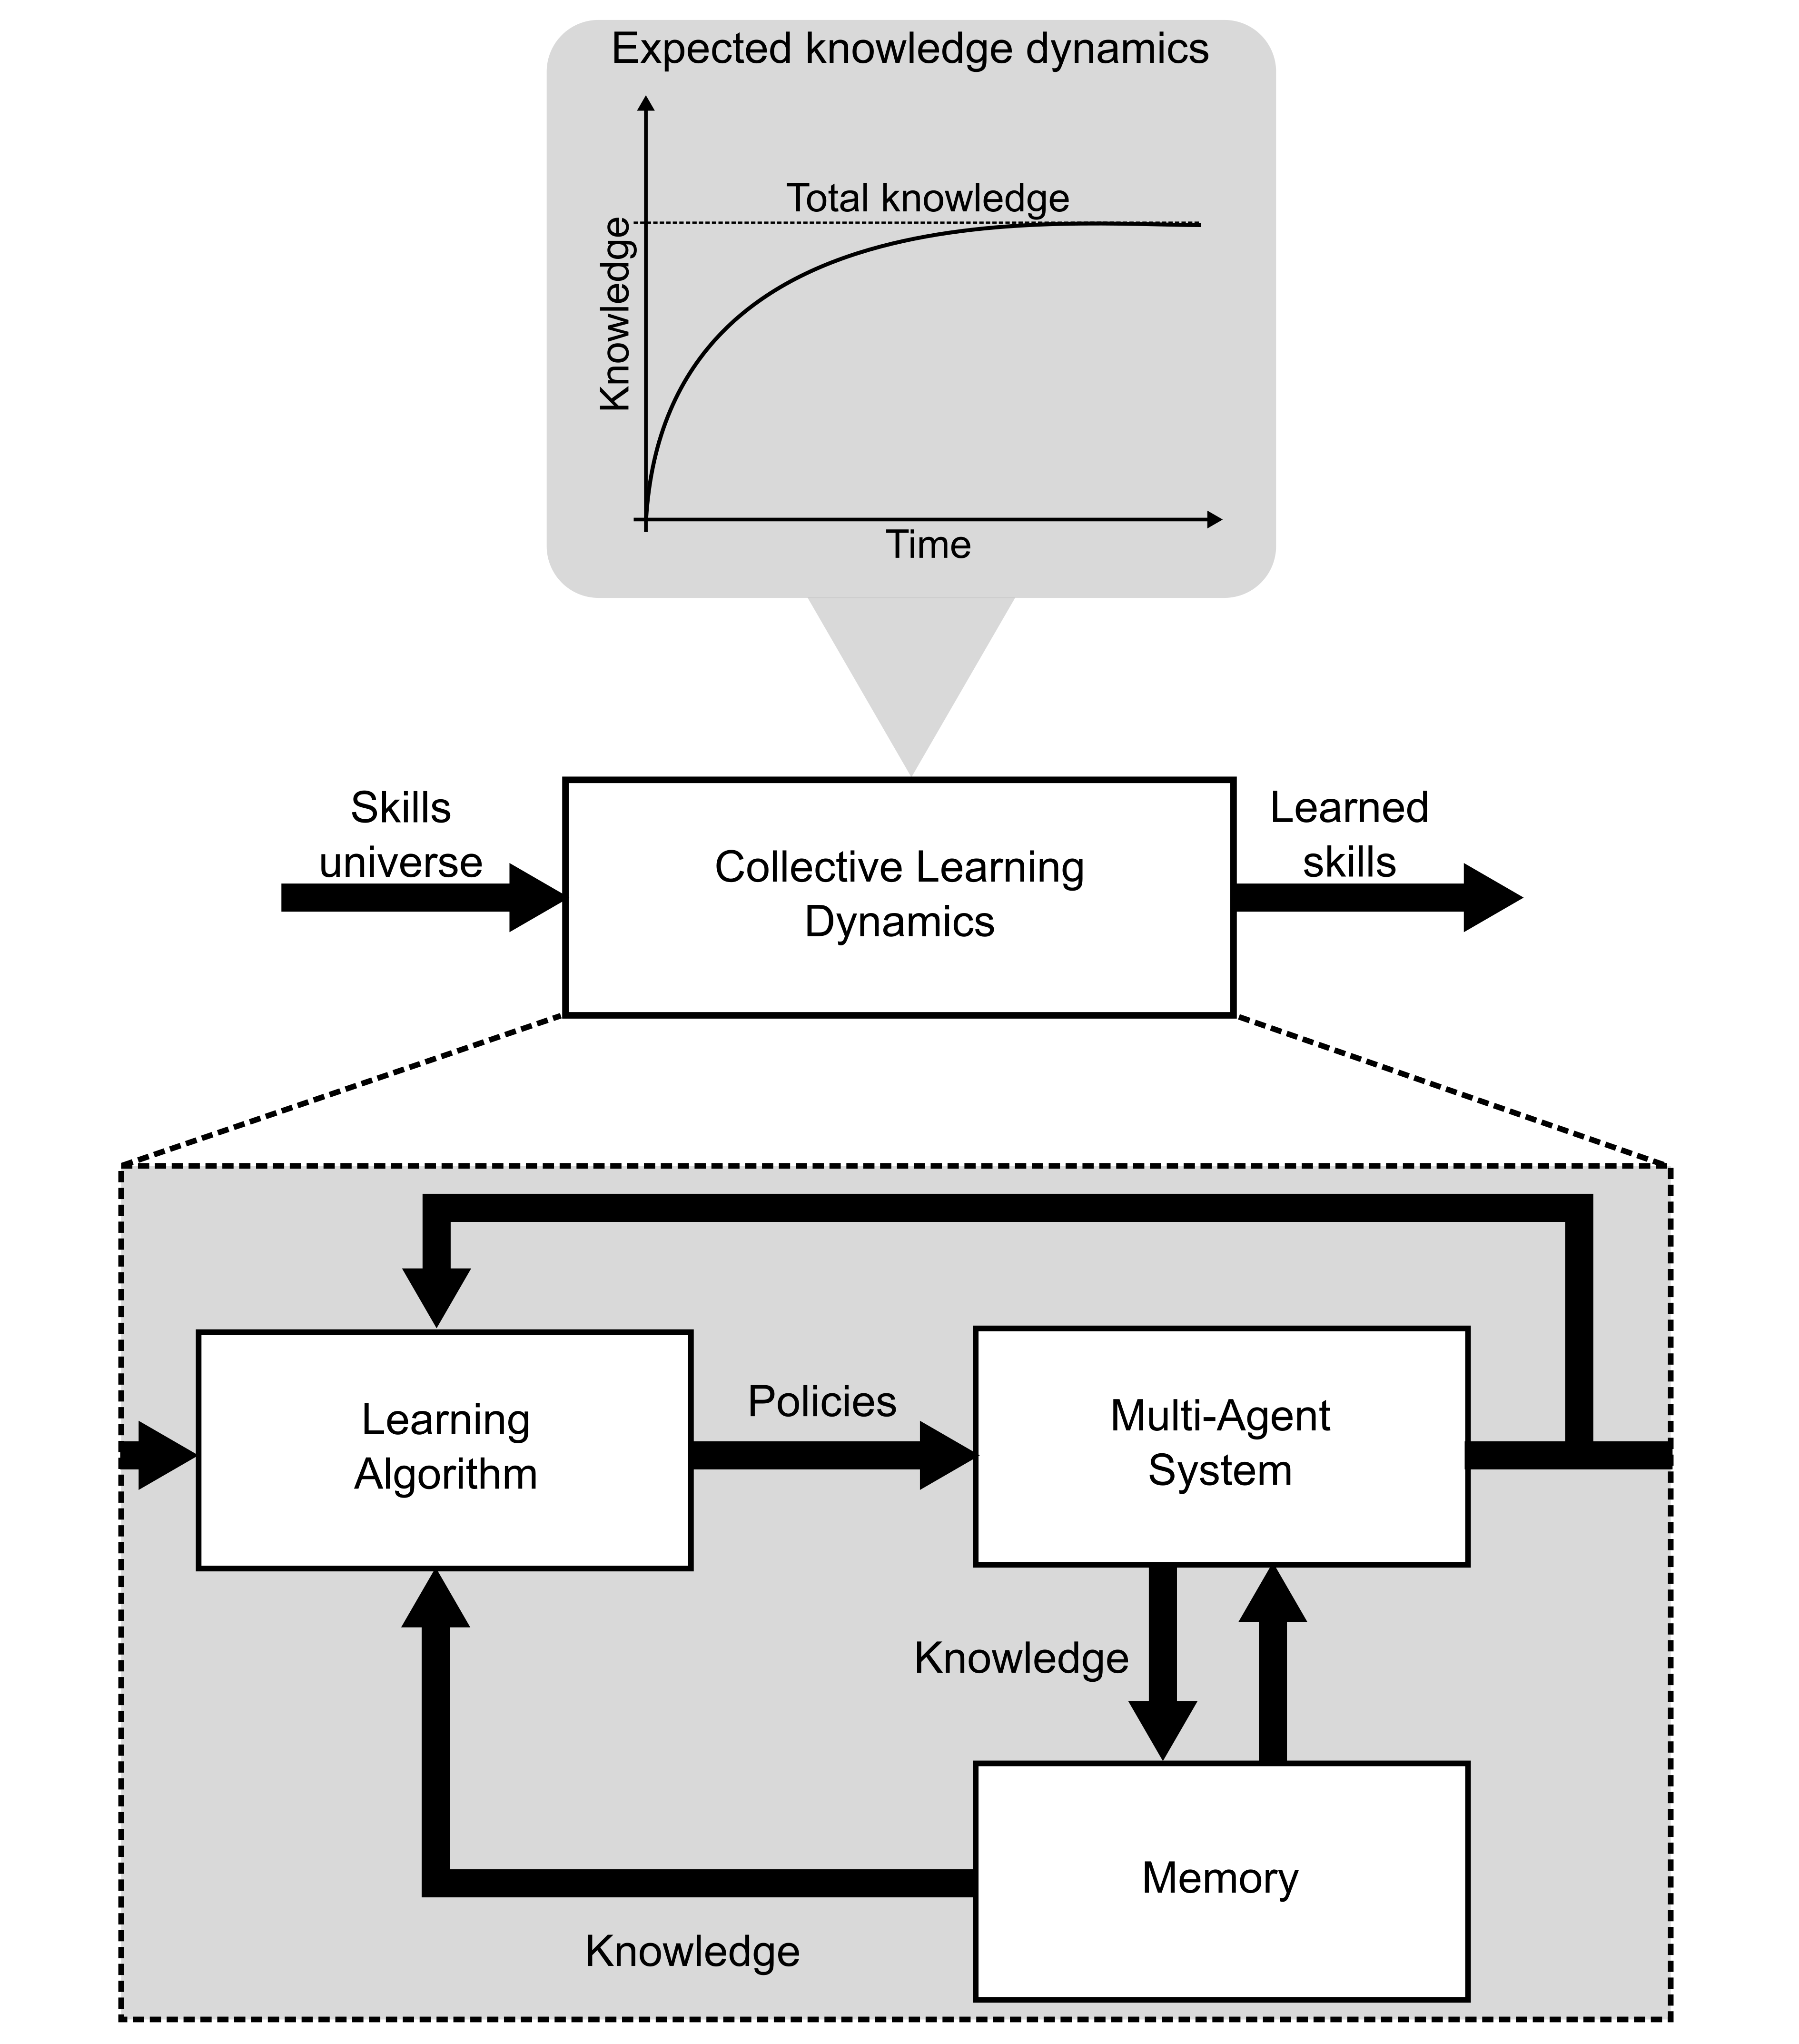 Expected knowledge dynamics
Total knowledge
Knowledge
Time
Skills
universe
Collective Learning
Dynamics
Learned
skills
Learning
Algorithm
Policies
Multi-Agent
System
Knowledge
Memory
Knowledge